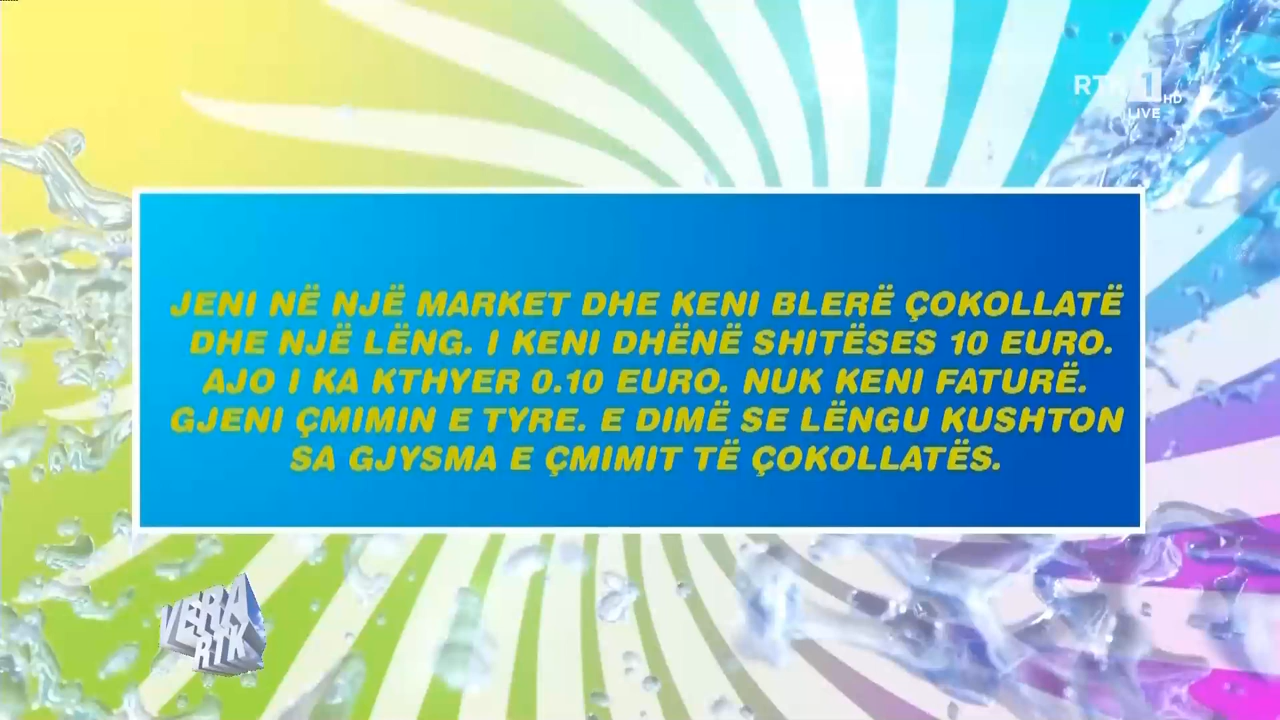 RTK 1 HD
LIVE
JENI NË NJË MARKET DHE KENI BLERË ÇOKOLLATË
DHE NJË LËNG. I KENI DHËNË SHITËSES 10 EURO.
AJO I KA KTHYER 0.10 EURO. NUK KENI FATURË.
GJENI ÇMIMIN E TYRE. E DIMË SE LËNGU KUSHTON
SA GJYSMA E ÇMIMIT TË ÇOKOLLATËS.
VERA
RTK